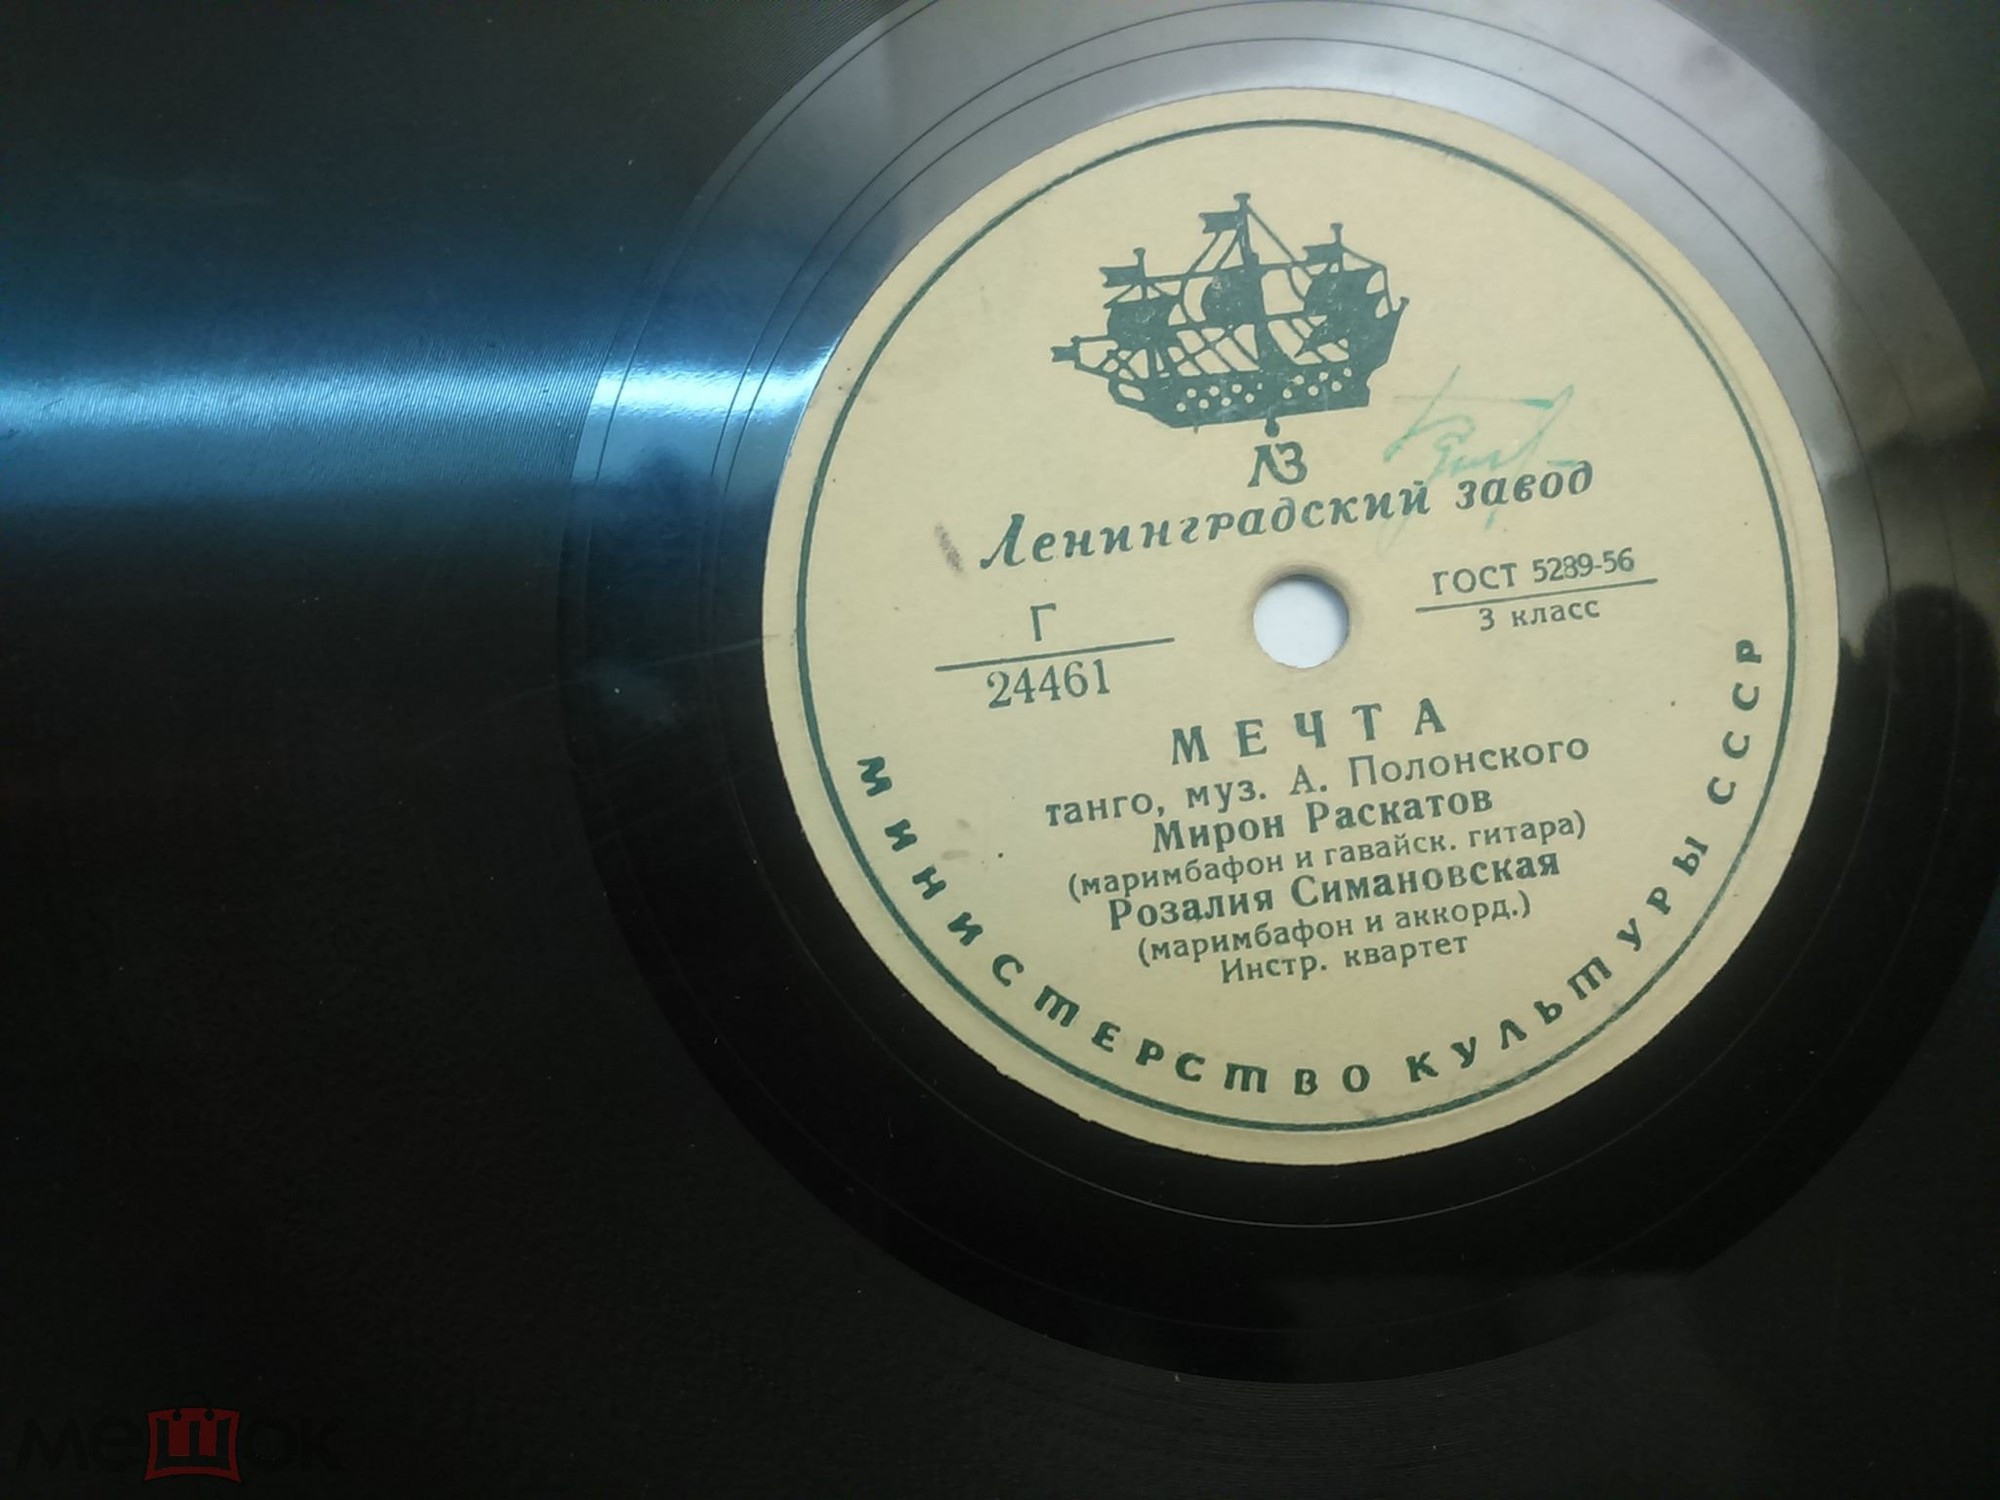 ЛЗ
Ленинградский завод
Г
24461
ГОСТ 5289-56
3 класс
МЕЧТА
танго, муз. А. Полонского
Мирон Раскатов
(маримбафон и гавайск. гитара)
Розалия Симановская
(маримбафон и аккорд.)
Инстр. квартет
МИНИСТЕРСТВО КУЛЬТУРЫ СССР
мешок